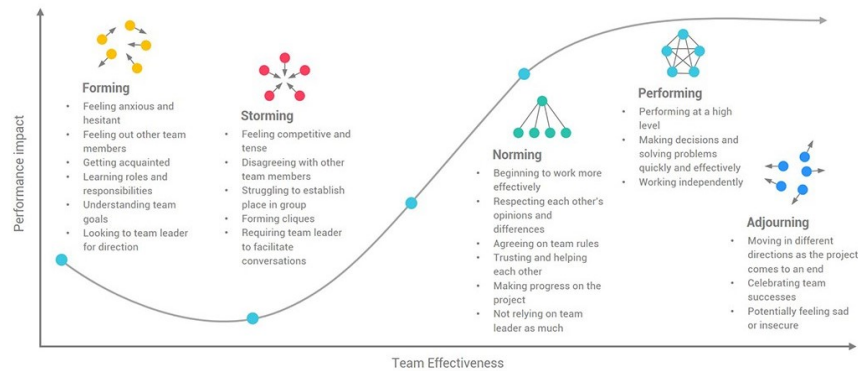 Performance impact
Forming
• Feeling anxious and
hesitant
• Feeling out other team
members
• Getting acquainted
• Learning roles and
responsibilities
• Understanding team
goals
• Looking to team leader
for direction
Storming
• Feeling competitive and
tense
• Disagreeing with other
team members
• Struggling to establish
place in group
• Forming cliques
• Requiring team leader
to facilitate
conversations
Norming
• Beginning to work more
effectively
• Respecting each other's
opinions and
differences
• Agreeing on team rules
• Trusting and helping
each other
• Making progress on the
project
• Not relying on team
leader as much
Performing
• Performing at a high
level
• Making decisions and
solving problems
quickly and effectively
• Working independently
Adjourning
• Moving in different
directions as the project
comes to an end
• Celebrating team
successes
• Potentially feeling sad
or insecure
Team Effectiveness